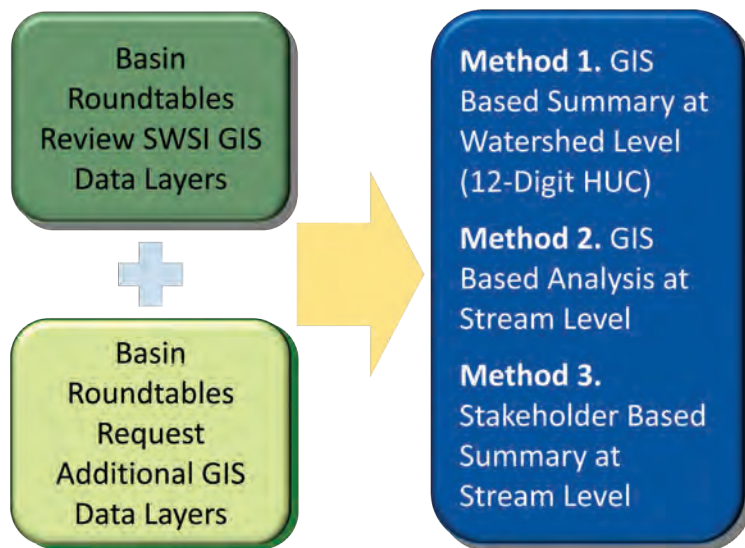 Basin
Roundtables
Review SWSI GIS
Data Layers
Basin
Roundtables
Request
Additional GIS
Data Layers
Method 1. GIS
Based Summary at
Watershed Level
(12-Digit HUC)
Method 2. GIS
Based Analysis at
Stream Level
Method 3.
Stakeholder Based
Summary at
Stream Level